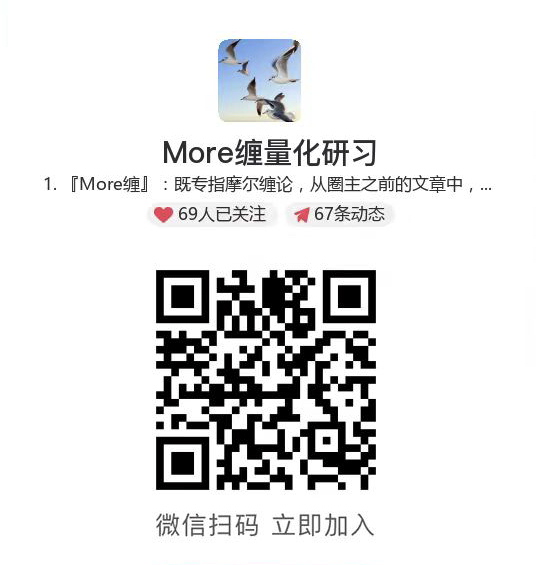 More缠量化研习
1.『More缠』：既专指摩尔缠论，从圈主之前的文章中，...
69人已关注 67条动态
微信扫码 立即加入